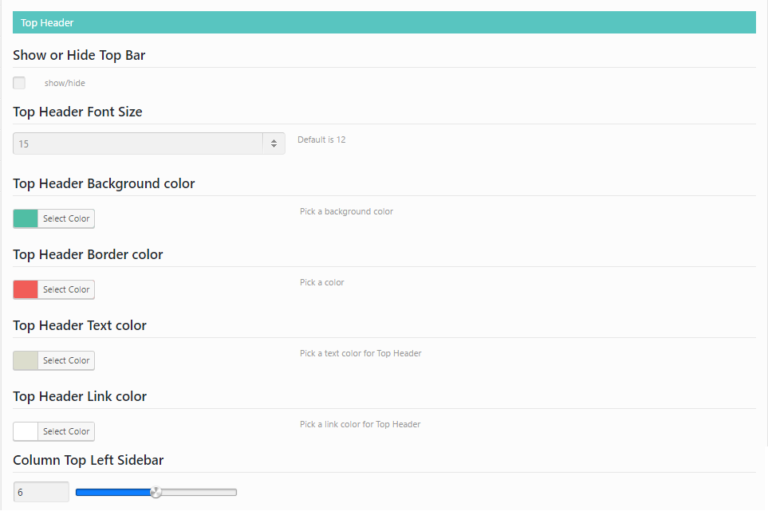 Top Header
Show or Hide Top Bar
show/hide
Top Header Font Size
15
Default is 12
Top Header Background color
Select Color
Pick a background color
Top Header Border color
Select Color
Pick a color
Top Header Text color
Select Color
Pick a text color for Top Header
Top Header Link color
Select Color
Pick a link color for Top Header
Column Top Left Sidebar
6